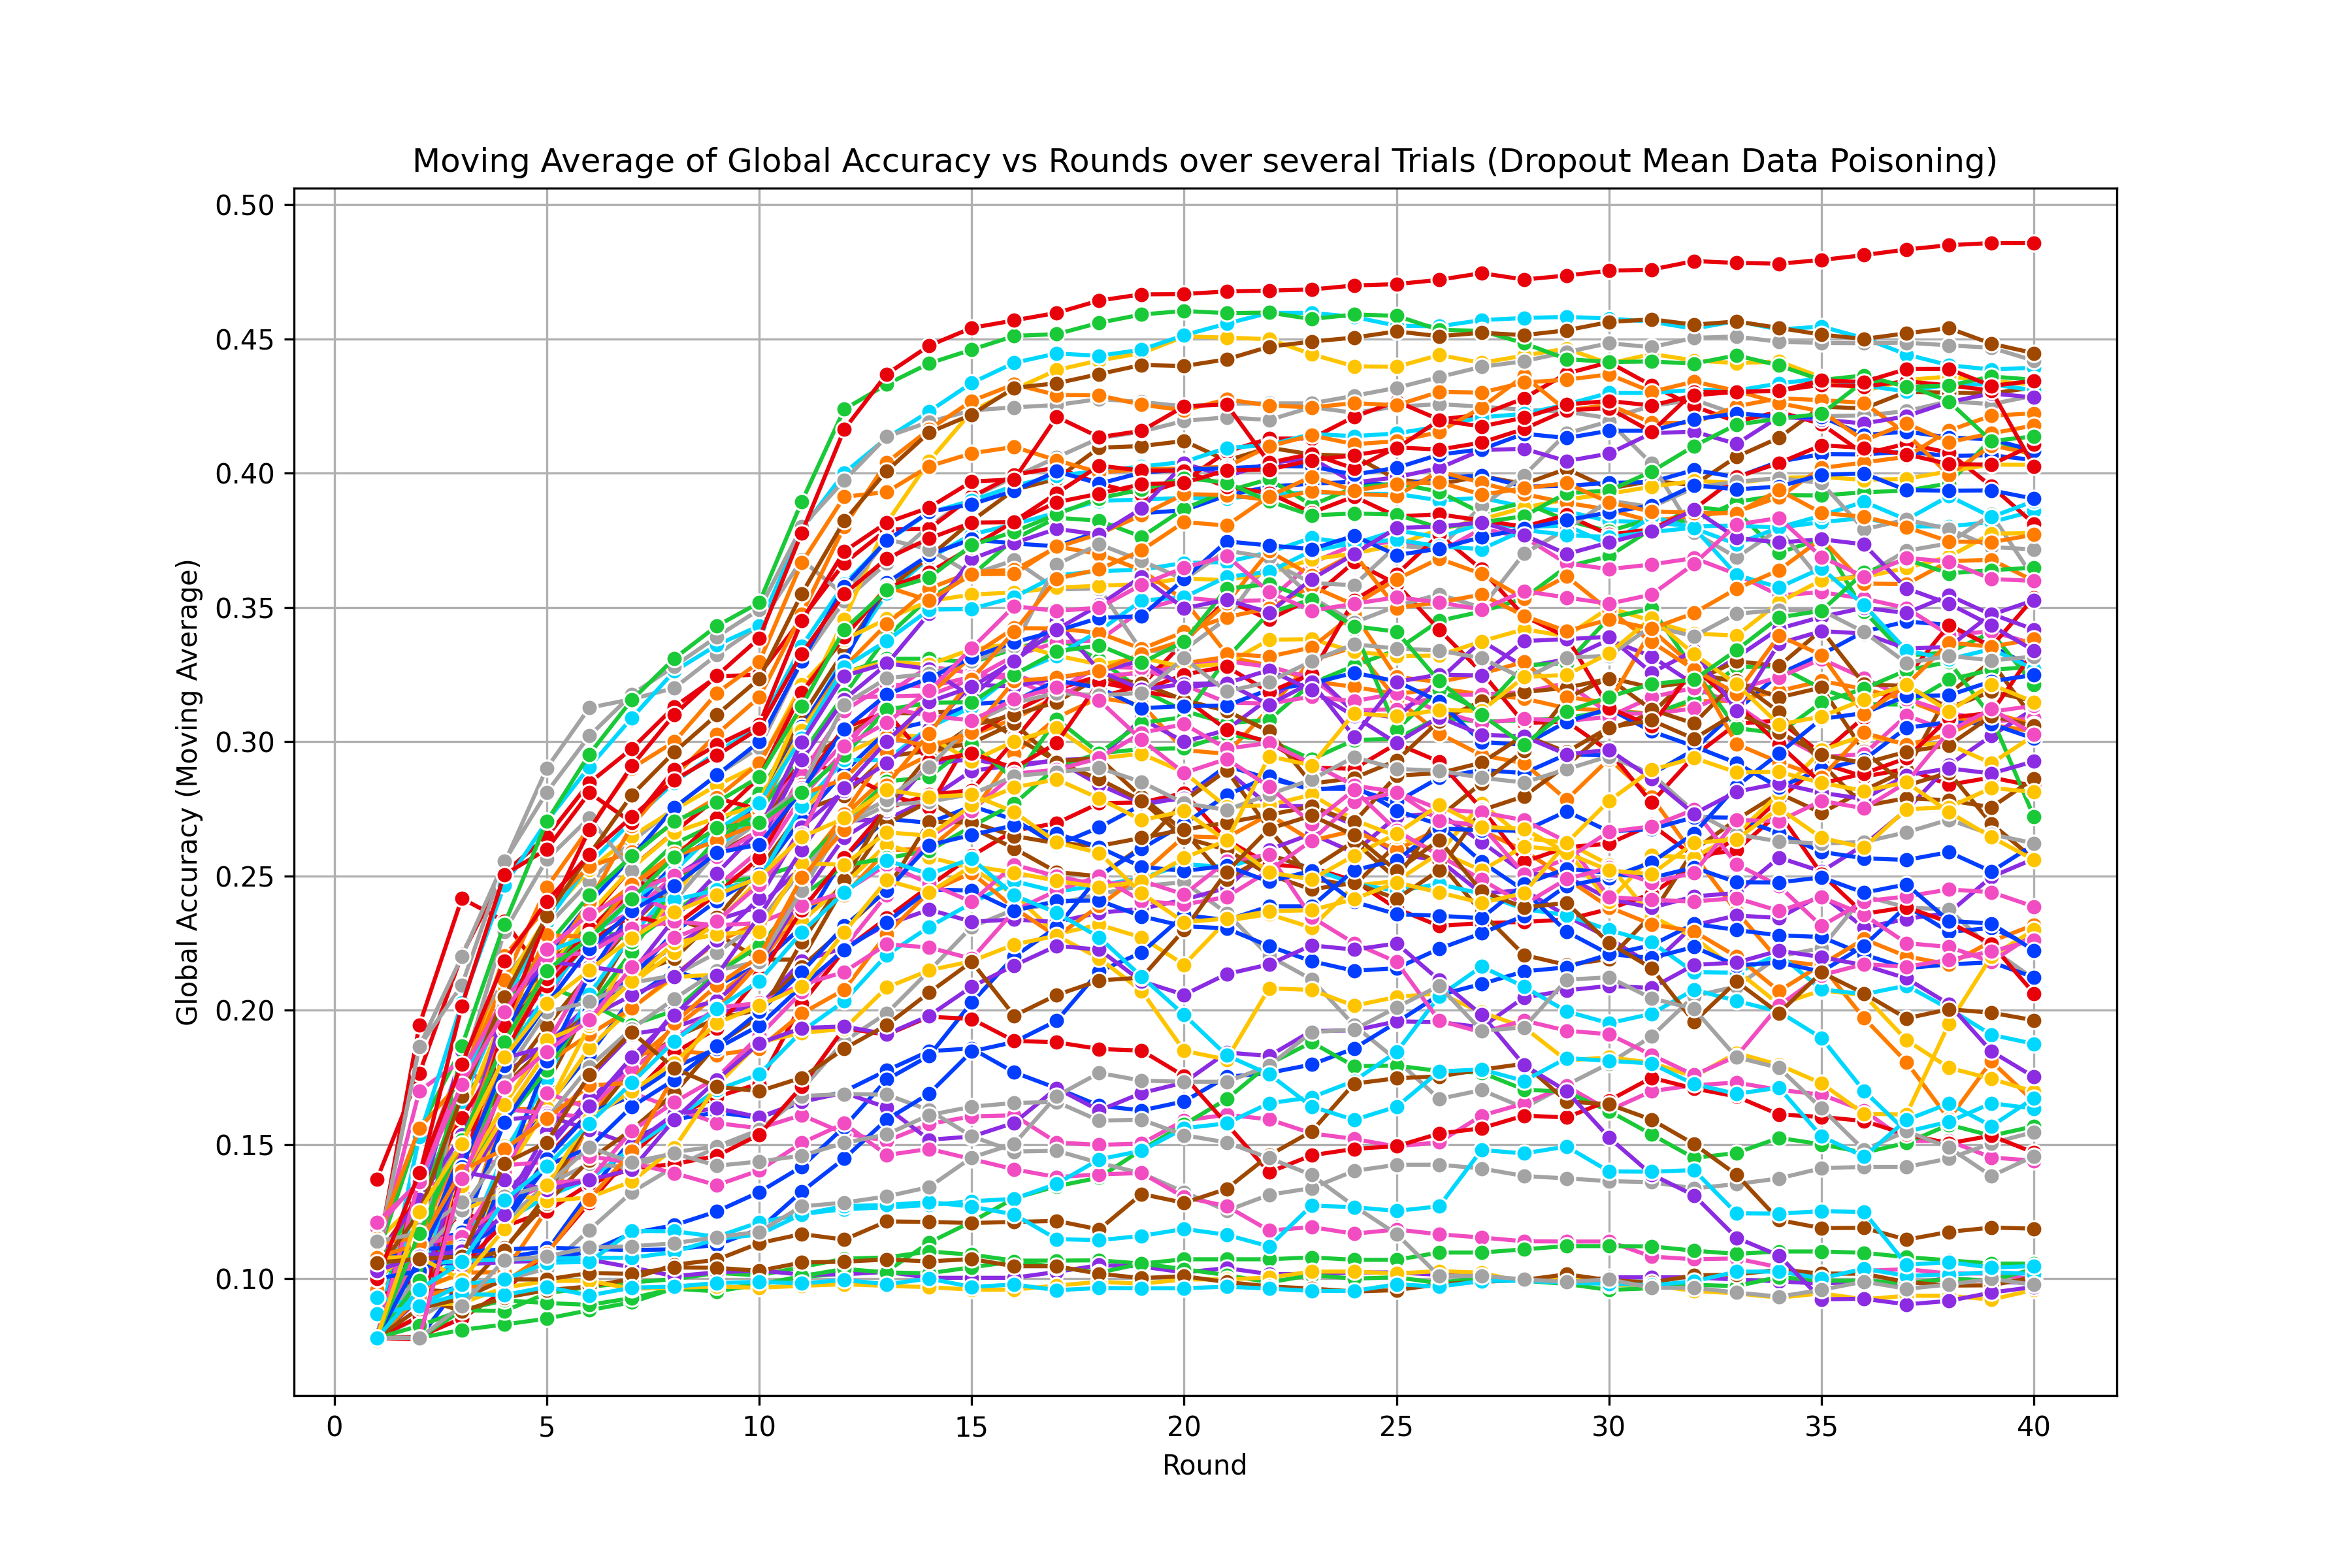 Moving Average of Global Accuracy vs Rounds over several Trials (Dropout Mean Data Poisoning)
Global Accuracy (Moving Average)
0.50
0.45
0.40
0.35
0.30
0.25
0.20
0.15
0.10
0 5 10 15 20 25 30 35 40
Round